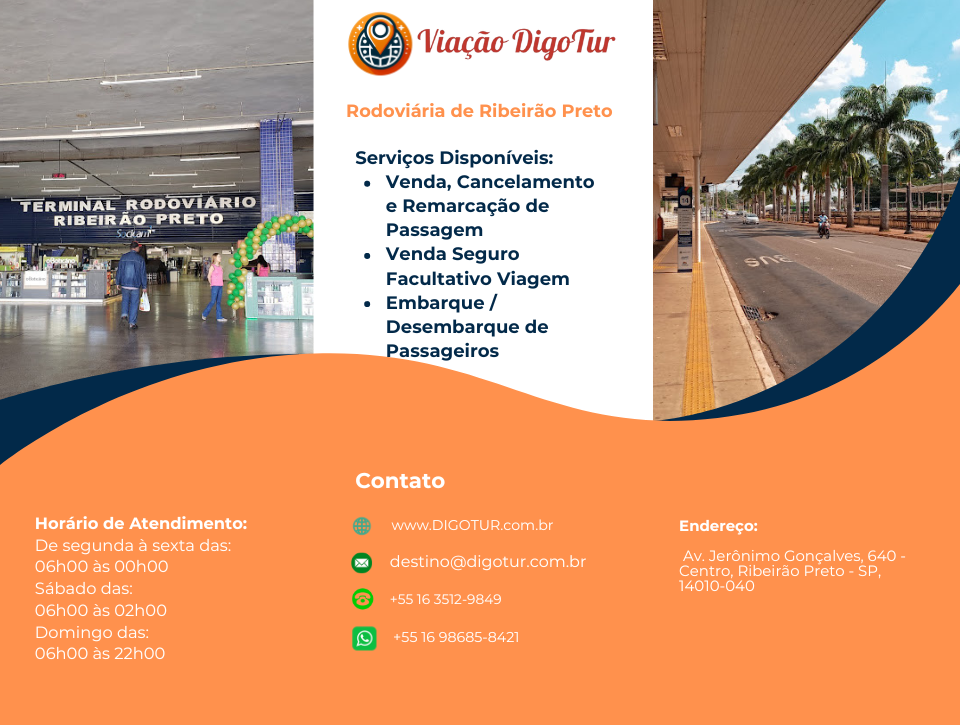 Viação DigoTur
Rodoviária de Ribeirão Preto
Serviços Disponíveis:
• Venda, Cancelamento
e Remarcação de
Passagem
• Venda Seguro
Facultativo Viagem
• Embarque /
Desembarque de
Passageiros
TERMINAL RODOVIÁRIO
RIBEIRÃO PRETO
Socicam
BUS
Horário de Atendimento:
De segunda à sexta das:
06h00 às 00h00
Sábado das:
06h00 às 02h00
Domingo das:
06h00 às 22h00
Contato
www.DIGOTUR.com.br
destino@digotur.com.br
+55 16 3512-9849
+55 16 98685-8421
Endereço:
Av. Jerônimo Gonçalves, 640 -
Centro, Ribeirão Preto - SP,
14010-040